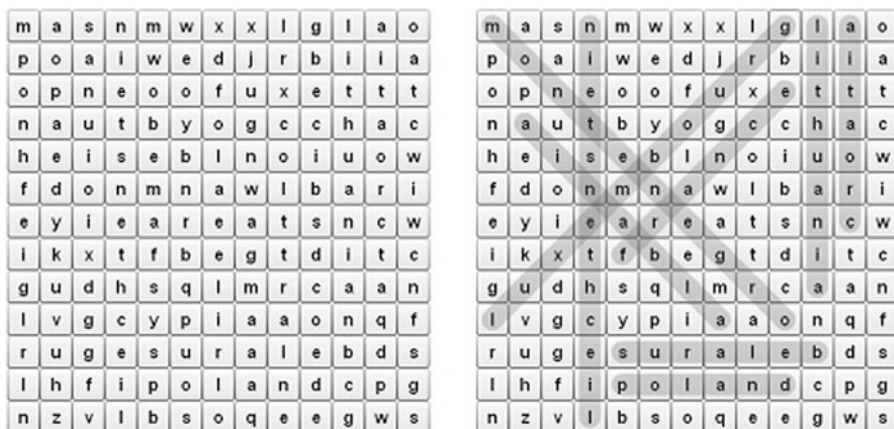 m a s n m w x x l g l a o
p o a i w e d j r b i i a
o p n e o o f u x e t t t
n a u t b y o g c c h a c
h e i s e b l n o i u o w
f d o n m n a w l b a r i
e y i e a r e a t s n c w
i k x t f b e g t d i t c
g u d h s q l m r c a a n
l v g c y p i a a o n q f
r u g e s u r a l e b d s
l h f i p o l a n d c p g
n z v l b s o q e e g w s
m a s n m w x x l g l a o
p o a i w e d j r b i i a
o p n e o o f u x e t t t
n a u t b y o g c c h a c
h e i s e b l n o i u o w
f d o n m n a w l b a r i
e y i e a r e a t s n c w
i k x t f b e g t d i t c
g u d h s q l m r c a a n
l v g c y p i a a o n q f
r u g e s u r a l e b d s
l h f i p o l a n d c p g
n z v l b s o q e e g w s